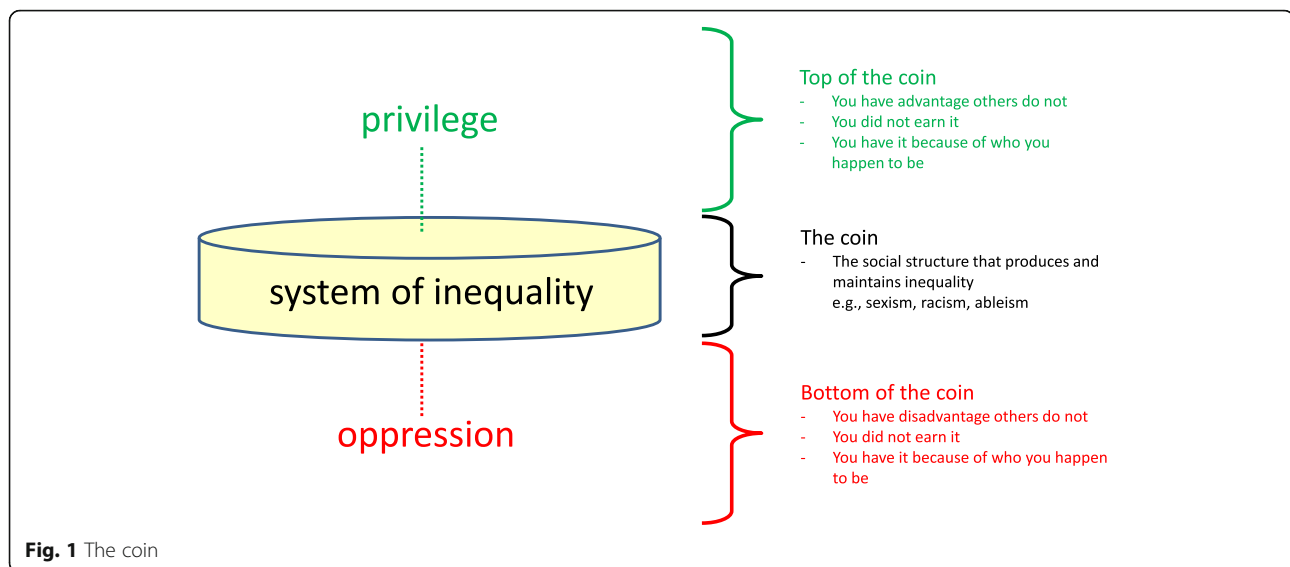 privilege
system of inequality
oppression
Top of the coin
- You have advantage others do not
- You did not earn it
- You have it because of who you
happen to be
The coin
- The social structure that produces and
maintains inequality
e.g., sexism, racism, ableism
Bottom of the coin
- You have disadvantage others do not
- You did not earn it
- You have it because of who you happen
to be
Fig. 1 The coin